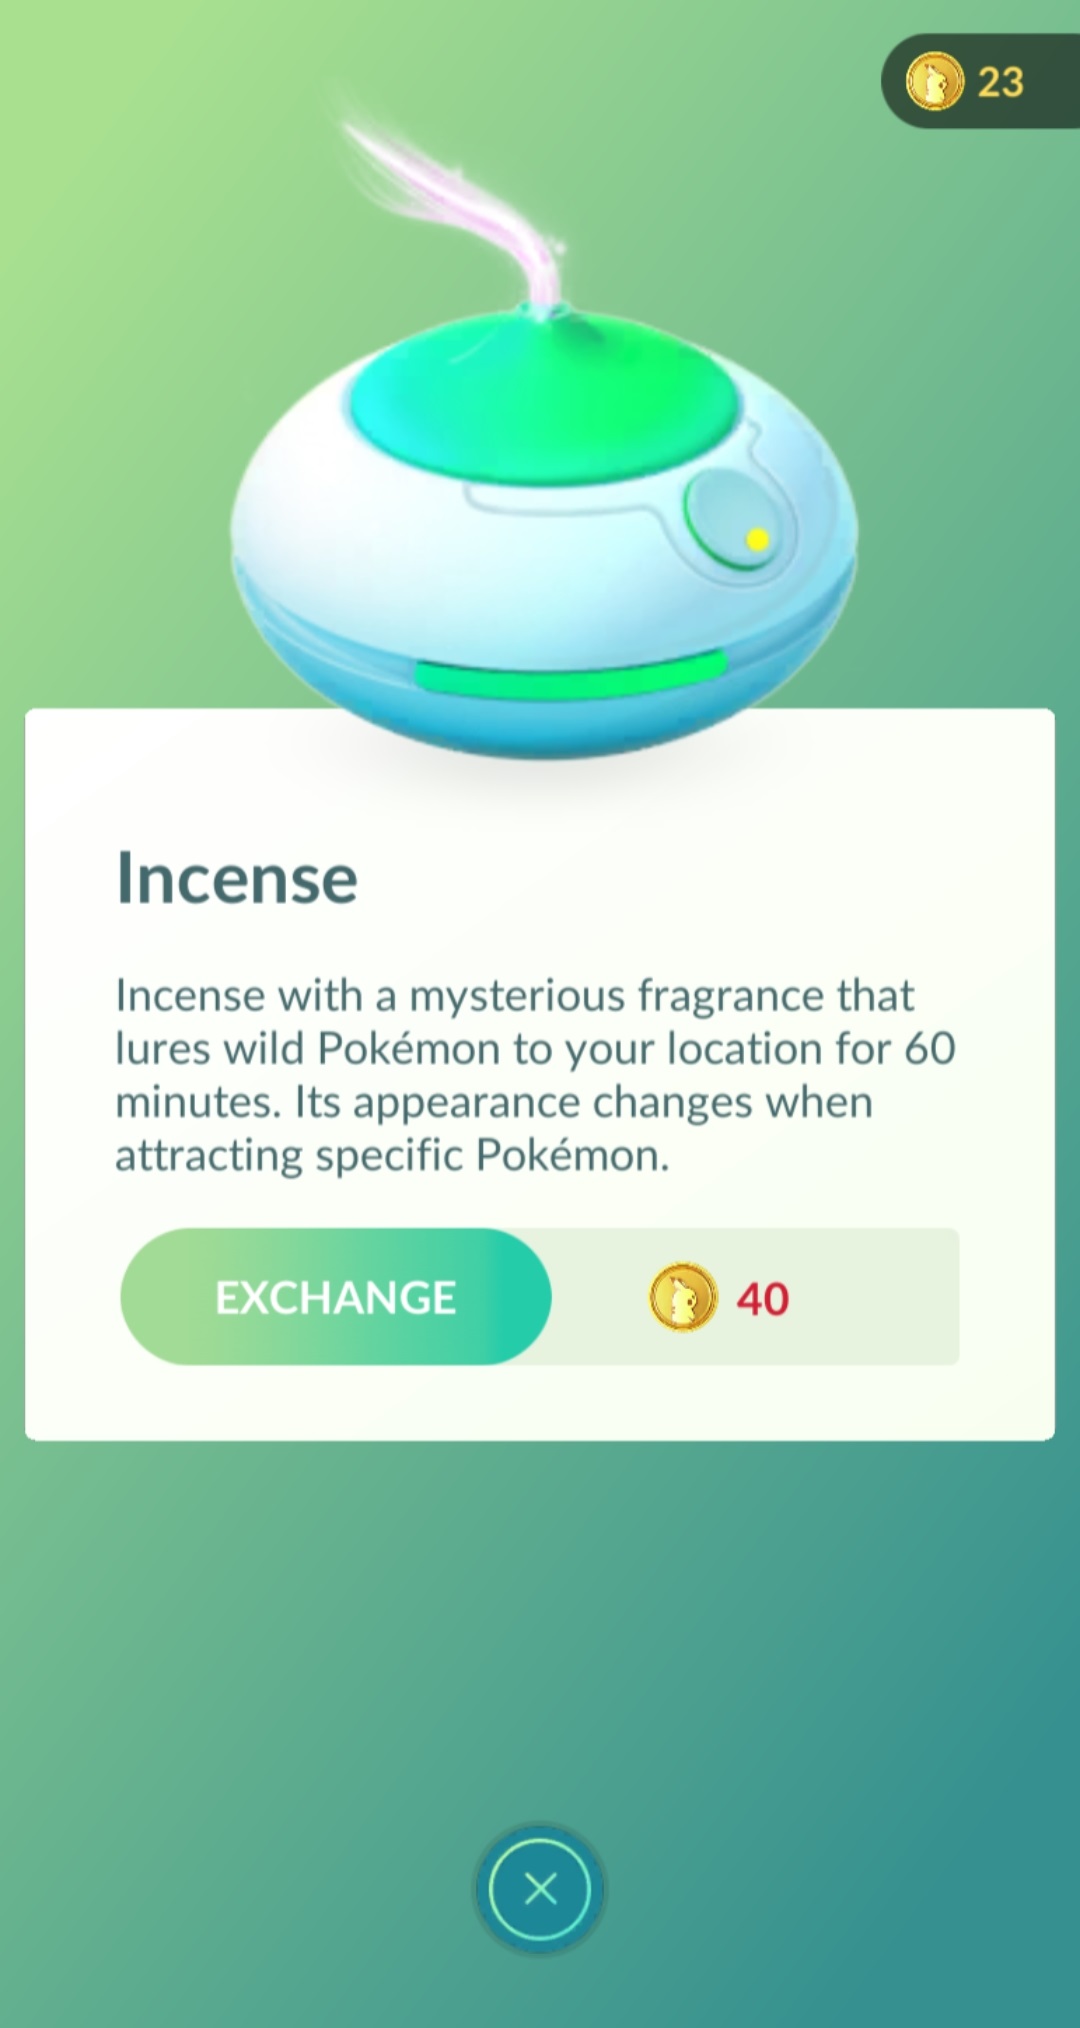 23
Incense
Incense with a mysterious fragrance that
lures wild Pokémon to your location for 60
minutes. Its appearance changes when
attracting specific Pokémon.
EXCHANGE 40